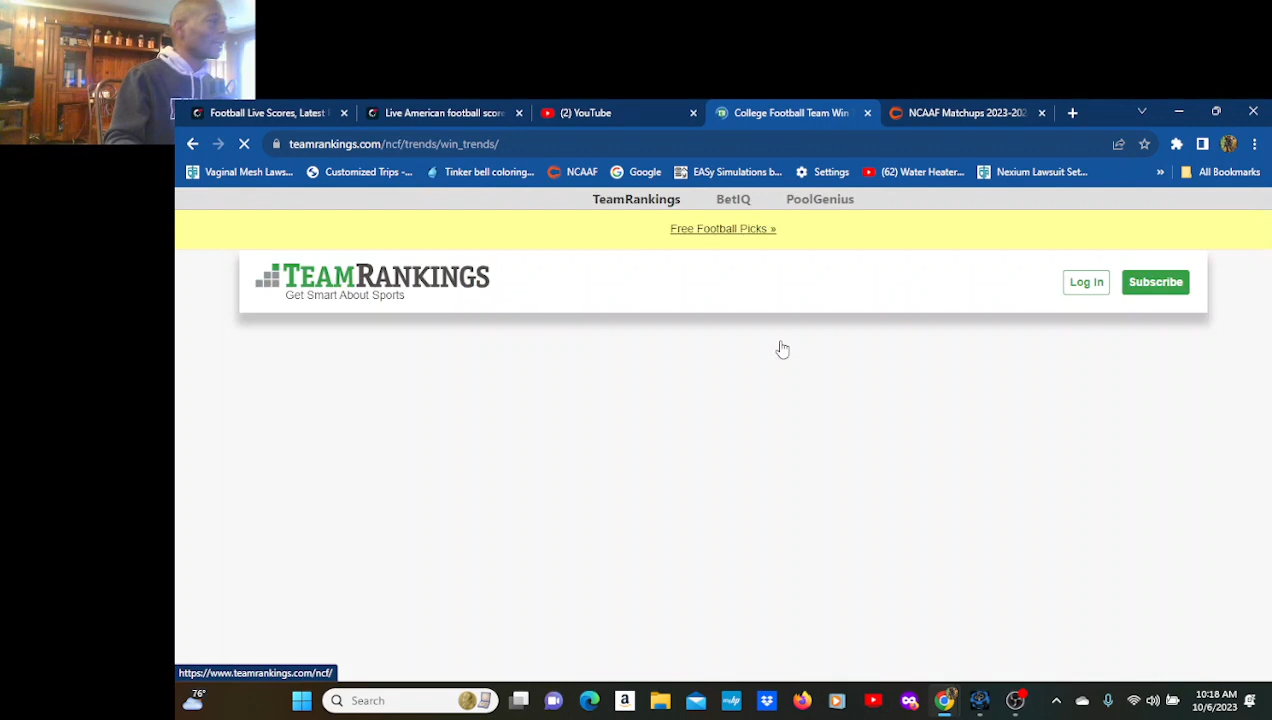 Football Live Scores, Latest
Live American football score
(2) YouTube
College Football Team Win
NCAAF Matchups 2023-202
teamrankings.com/ncf/trends/win_trends/
Vaginal Mesh Laws...
Customized Trips -...
Tinker bell coloring...
NCAAF
Google
EASy Simulations b...
Settings
(62) Water Heater...
Nexium Lawsuit Set...
»
All Bookmarks
TeamRankings
BetIQ
PoolGenius
Free Football Picks »
TEAMRANKINGS
Get Smart About Sports
Log In
Subscribe
https://www.teamrankings.com/ncf/
76°
Search
10:18 AM
10/6/2023